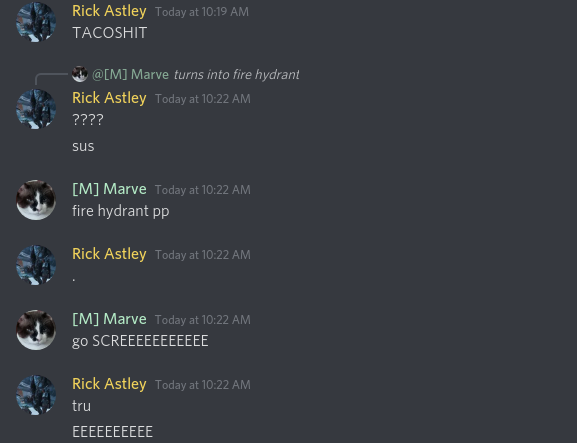 Rick Astley Today at 10:19 AM
TACOSHIT
@[M] Marve turns into fire hydrant
Rick Astley Today at 10:22 AM
????
sus
[M] Marve Today at 10:22 AM
fire hydrant pp
Rick Astley Today at 10:22 AM
.
[M] Marve Today at 10:22 AM
go SCREEEEEEEEEEE
Rick Astley Today at 10:22 AM
tru
EEEEEEEEEE